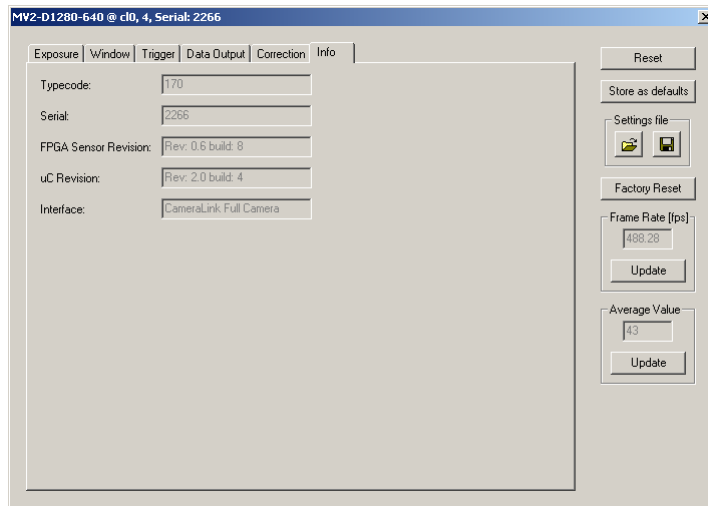 MV2-D1280-640 @ cl0, 4, Serial: 2266
Exposure Window Trigger Data Output Correction Info
Typecode: 170
Serial: 2266
FPGA Sensor Revision: Rev: 0.6 build: 8
uC Revision: Rev: 2.0 build: 4
Interface: CameraLink Full Camera
Reset
Store as defaults
Settings file
Factory Reset
Frame Rate [fps]
488.28
Update
Average Value
43
Update